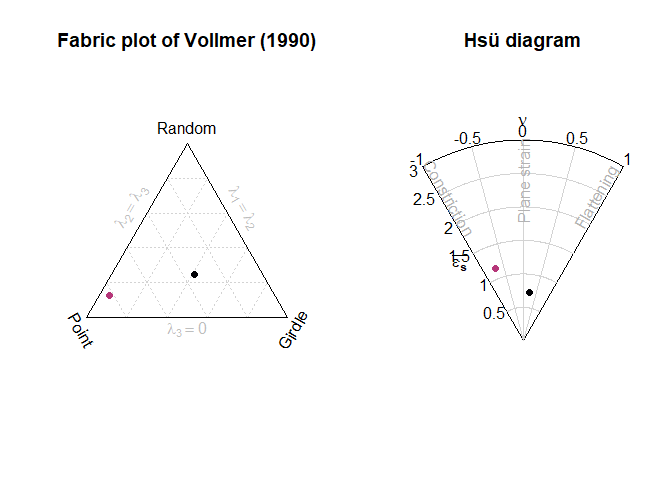 Fabric plot of Vollmer (1990)
Random
λ₂ = λ₃
λ₁ = λ₂
Point
λ₃ = 0
Girdle
Hsü diagram
ν
-1
-0.5
0
0.5
1
3
2.5
2
1.5
1
0.5
ε̅ₛ
Constriction
Plane strain
Flattening